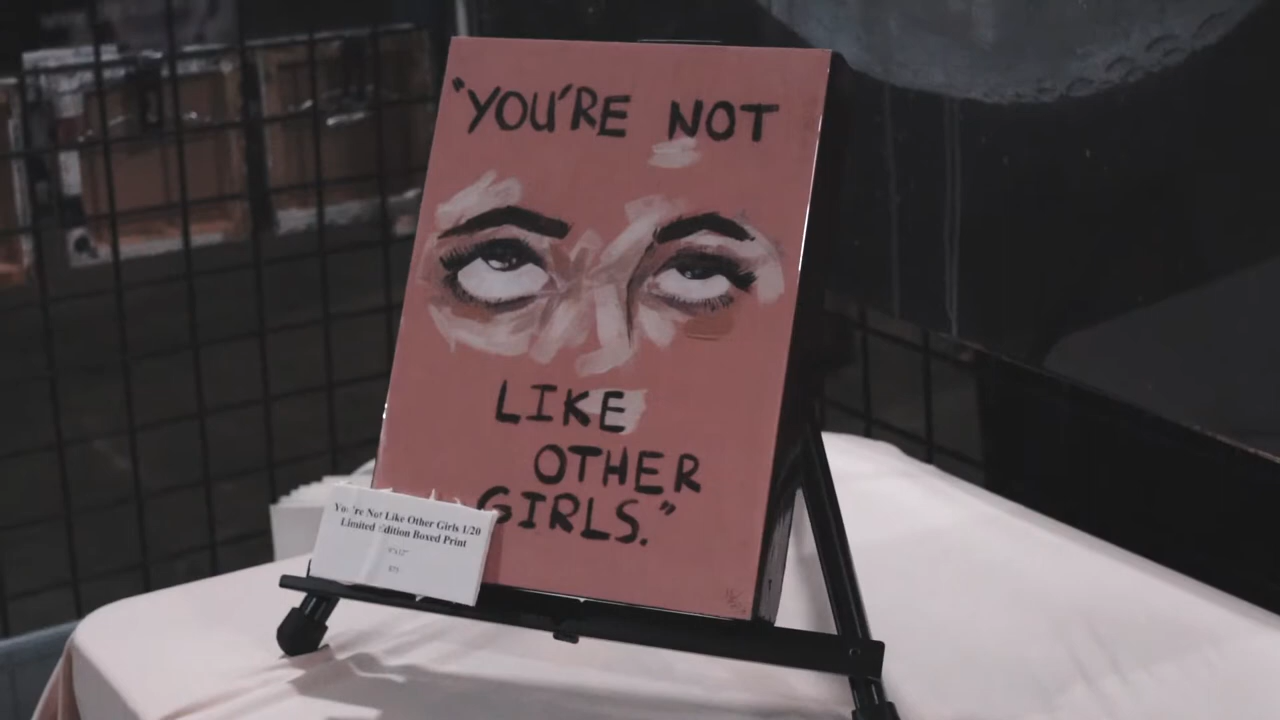 "YOU'RE NOT
LIKE
OTHER
GIRLS."
You're Not Like Other Girls 1/20
Limited Edition Boxed Print